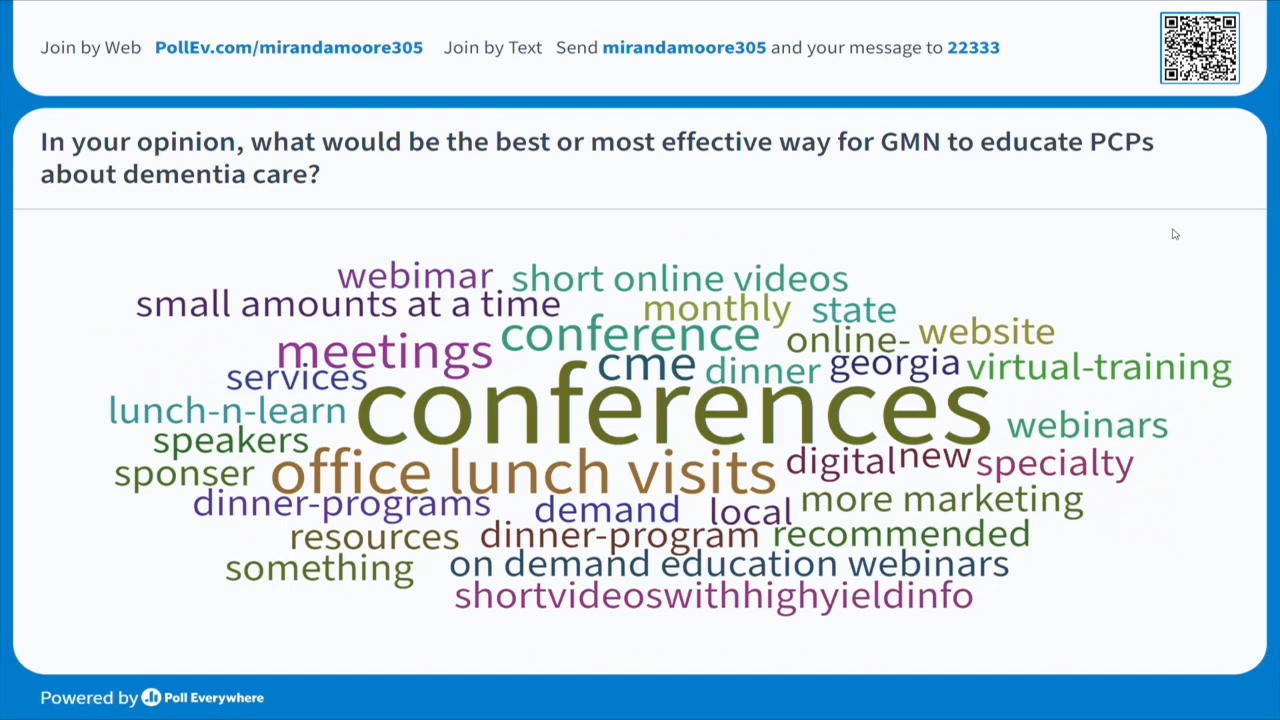 Join by Web PollEv.com/mirandamoore305 Join by Text Send mirandamoore305 and your message to 22333
In your opinion, what would be the best or most effective way for GMN to educate PCPs
about dementia care?
webimar short online videos
small amounts at a time monthly state
meetings conference online- website
services cme dinner georgia virtual-training
lunch-n-learn conferences webinars
speakers
sponser office lunch visits digital new specialty
dinner-programs demand local more marketing
resources dinner-program recommended
something on demand education webinars
shortvideoswithhighyieldinfo
Powered by Poll Everywhere